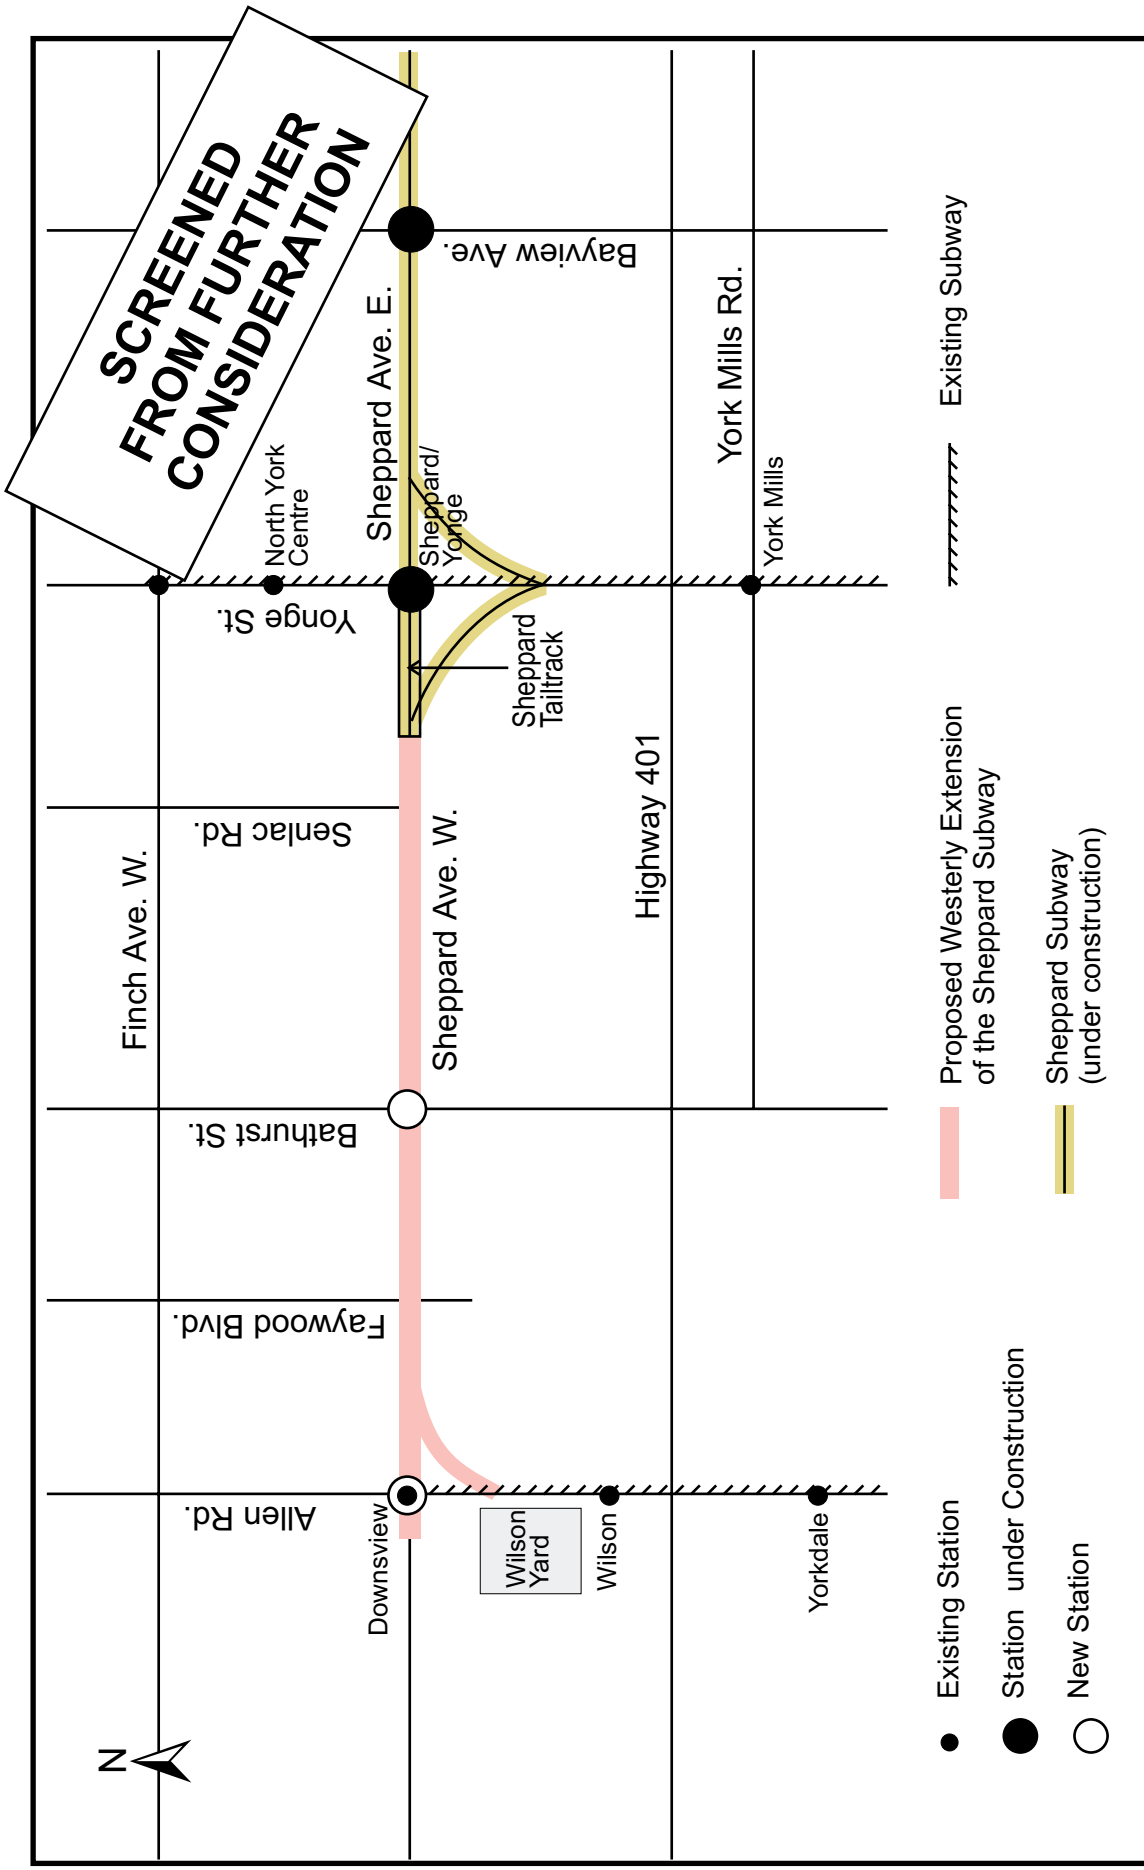 SCREENED
FROM FURTHER
CONSIDERATION
N
Finch Ave. W.
Allen Rd.
Faywood Blvd.
Bathurst St.
Senlac Rd.
Yonge St.
North York
Centre
Sheppard Ave. E.
Sheppard/
Yonge
Bayview Ave.
Downsview
Sheppard Ave. W.
Sheppard
Tailtrack
Wilson
Yard
Wilson
Highway 401
York Mills Rd.
York Mills
Yorkdale
Existing Station
Station under Construction
New Station
Proposed Westerly Extension
of the Sheppard Subway
Sheppard Subway
(under construction)
Existing Subway